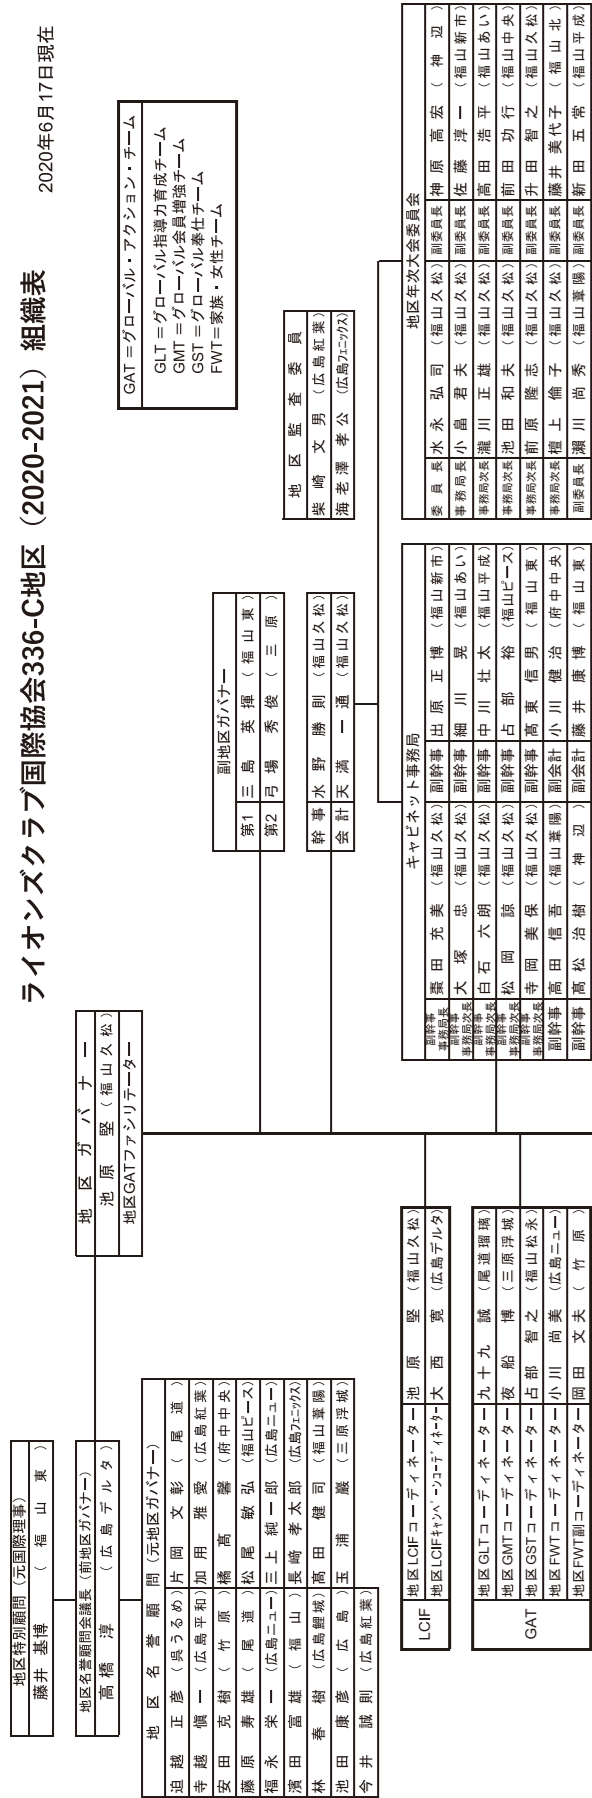 ライオンズクラブ国際協会336-C地区（2020-2021）組織表
2020年6月17日現在
地区特別顧問（元国際理事）
藤井 基博（福山東）
地区名誉顧問会議長（前地区ガバナー）
高橋 淳（広島デルタ）
地区ガバナー
池原 堅（福山久松）
地区GATファシリテーター
GAT＝グローバル・アクション・チーム
GLT＝グローバル指導力育成チーム
GMT＝グローバル会員増強チーム
GST＝グローバル奉仕チーム
FWT＝家族・女性チーム
地区名誉顧問（元地区ガバナー）
迫越 正彦（呉うるめ） 片岡 文彰（尾道）
寺越 愼一（広島平和） 加用 雅愛（広島紅葉）
安田 克樹（竹原） 橘髙 馨（府中中央）
藤原 寿雄（尾道） 松尾 敏弘（福山ピース）
福永 栄一（広島ニュー） 三上 純一郎（広島ニュー）
濱田 富雄（福山） 長﨑 孝太郎（広島フェニックス）
林 春樹（広島鯉城） 髙田 健司（福山葦陽）
池田 康彦（広島） 玉浦 巌（三原浮城）
今井 誠則（広島紅葉）
副地区ガバナー
第1 三島 英揮（福山東）
第2 弓場 秀俊（三原）
幹事 水野 勝則（福山久松）
会計 天満 一通（福山久松）
地区監査委員
柴崎 文男（広島紅葉）
海老澤 孝公（広島フェニックス）
LCIF
地区LCIFコーディネーター 池原 堅（福山久松）
地区LCIFキャンペーンコーディネーター 大西 寛（広島デルタ）
GAT
地区GLTコーディネーター 九十九 誠（尾道瑠璃）
地区GMTコーディネーター 夜船 博（三原浮城）
地区GSTコーディネーター 占部 智之（福山松永）
地区FWTコーディネーター 小川 尚美（広島ニュー）
地区FWT副コーディネーター 岡田 文夫（竹原）
キャビネット事務局
副幹事 事務局長 棗田 充美（福山久松） 副幹事 出原 正博（福山新市）
副幹事 事務局次長 大塚 忠（福山久松） 副幹事 細川 晃（福山あい）
副幹事 事務局次長 白石 六朗（福山久松） 副幹事 中川 壮太（福山平成）
副幹事 事務局次長 松岡 諒（福山久松） 副幹事 占部 裕（福山ピース）
副幹事 事務局次長 寺岡 美保（福山久松） 副幹事 髙東 信男（福山東）
副幹事 高田 信吾（福山葦陽） 副会計 小川 健治（府中中央）
副幹事 髙松 治樹（神辺） 副会計 藤井 康博（福山東）
地区年次大会委員会
委員長 水永 弘司（福山久松） 副委員長 神原 高宏（神辺）
事務局長 小畠 君夫（福山久松） 副委員長 佐藤 淳一（福山新市）
事務局次長 瀧川 正雄（福山久松） 副委員長 高田 浩平（福山あい）
事務局次長 池田 和夫（福山久松） 副委員長 前田 功行（福山中央）
事務局次長 前原 隆志（福山久松） 副委員長 升田 智之（福山久松）
事務局次長 檀上 倫子（福山久松） 副委員長 藤井 美代子（福山北）
副委員長 瀬川 尚秀（福山葦陽） 副委員長 新田 五常（福山平成）